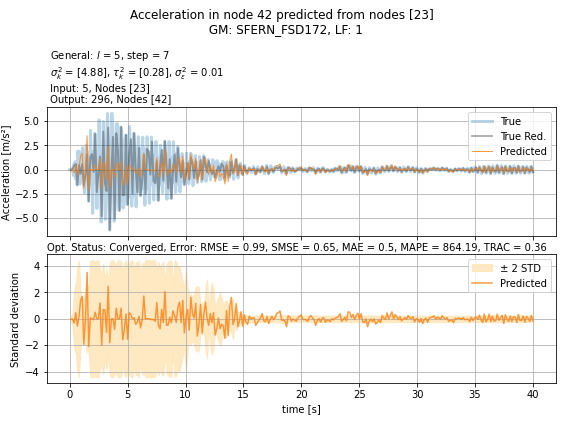 Acceleration in node 42 predicted from nodes [23]
GM: SFERN_FSD172, LF: 1
General: l = 5, step = 7
σ²ₖ = [4.88], τ²ₖ = [0.28], σ²ε = 0.01
Input: 5, Nodes [23]
Output: 296, Nodes [42]
Acceleration [m/s²]
5.0
2.5
0.0
−2.5
−5.0
True
True Red.
Predicted
Opt. Status: Converged, Error: RMSE = 0.99, SMSE = 0.65, MAE = 0.5, MAPE = 864.19, TRAC = 0.36
Standard deviation
4
2
0
−2
−4
± 2 STD
Predicted
0 5 10 15 20 25 30 35 40
time [s]